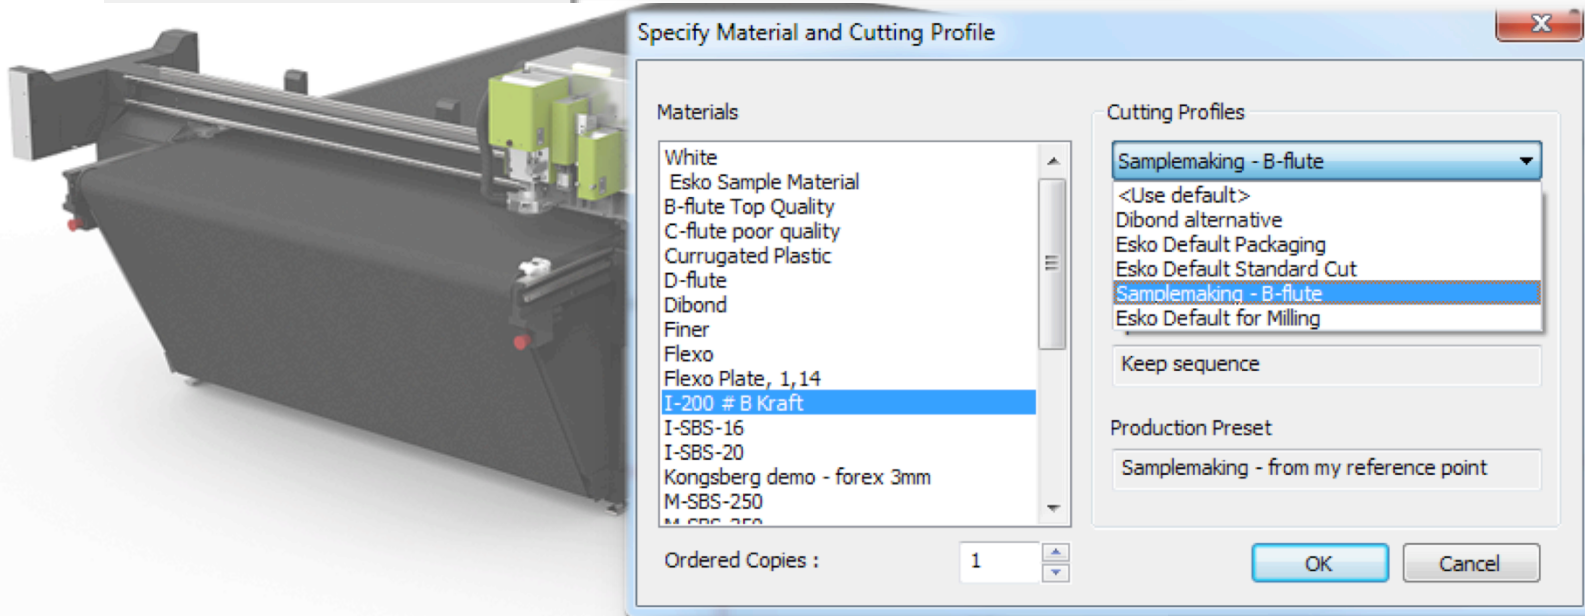 Specify Material and Cutting Profile
Materials
White
Esko Sample Material
B-flute Top Quality
C-flute poor quality
Currugated Plastic
D-flute
Dibond
Finer
Flexo
Flexo Plate, 1,14
I-200 # B Kraft
I-SBS-16
I-SBS-20
Kongsberg demo - forex 3mm
M-SBS-250
Ordered Copies :
1
Cutting Profiles
Samplemaking - B-flute
<Use default>
Dibond alternative
Esko Default Packaging
Esko Default Standard Cut
Samplemaking - B-flute
Esko Default for Milling
Keep sequence
Production Preset
Samplemaking - from my reference point
OK
Cancel